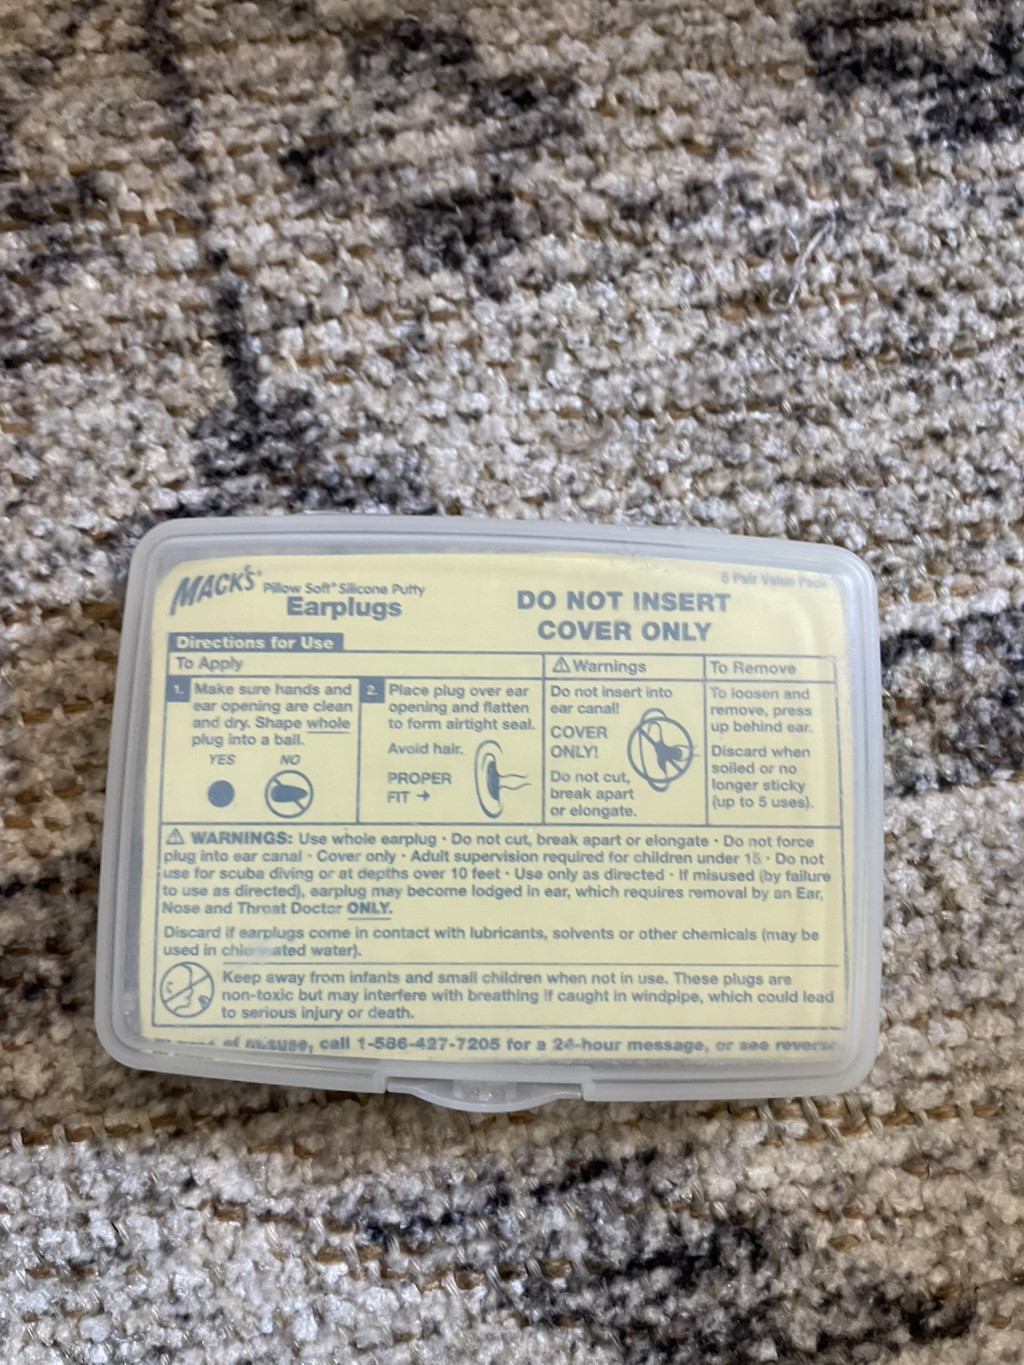 MACK'S® Pillow Soft® Silicone Putty
Earplugs
6 Pair Value Pack
DO NOT INSERT
COVER ONLY
Directions for Use
To Apply
1. Make sure hands and
ear opening are clean
and dry. Shape whole
plug into a ball.
YES NO
2. Place plug over ear
opening and flatten
to form airtight seal.
Avoid hair.
PROPER
FIT →
⚠ Warnings
Do not insert into
ear canal!
COVER
ONLY!
Do not cut,
break apart
or elongate.
To Remove
To loosen and
remove, press
up behind ear.
Discard when
soiled or no
longer sticky
(up to 5 uses).
⚠ WARNINGS: Use whole earplug • Do not cut, break apart or elongate • Do not force
plug into ear canal • Cover only • Adult supervision required for children under 15 • Do not
use for scuba diving or at depths over 10 feet • Use only as directed • If misused (by failure
to use as directed), earplug may become lodged in ear, which requires removal by an Ear,
Nose and Throat Doctor ONLY.
Discard if earplugs come in contact with lubricants, solvents or other chemicals (may be
used in water).
Keep away from infants and small children when not in use. These plugs are
non-toxic but may interfere with breathing if caught in windpipe, which could lead
to serious injury or death.
of misuse, call 1-586-427-7205 for a 24-hour message, or see reverse